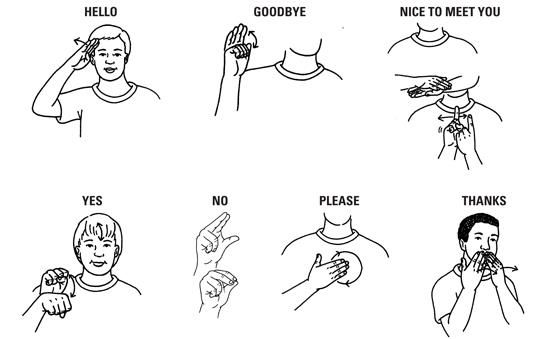 HELLO
GOODBYE
NICE TO MEET YOU
YES
NO
PLEASE
THANKS